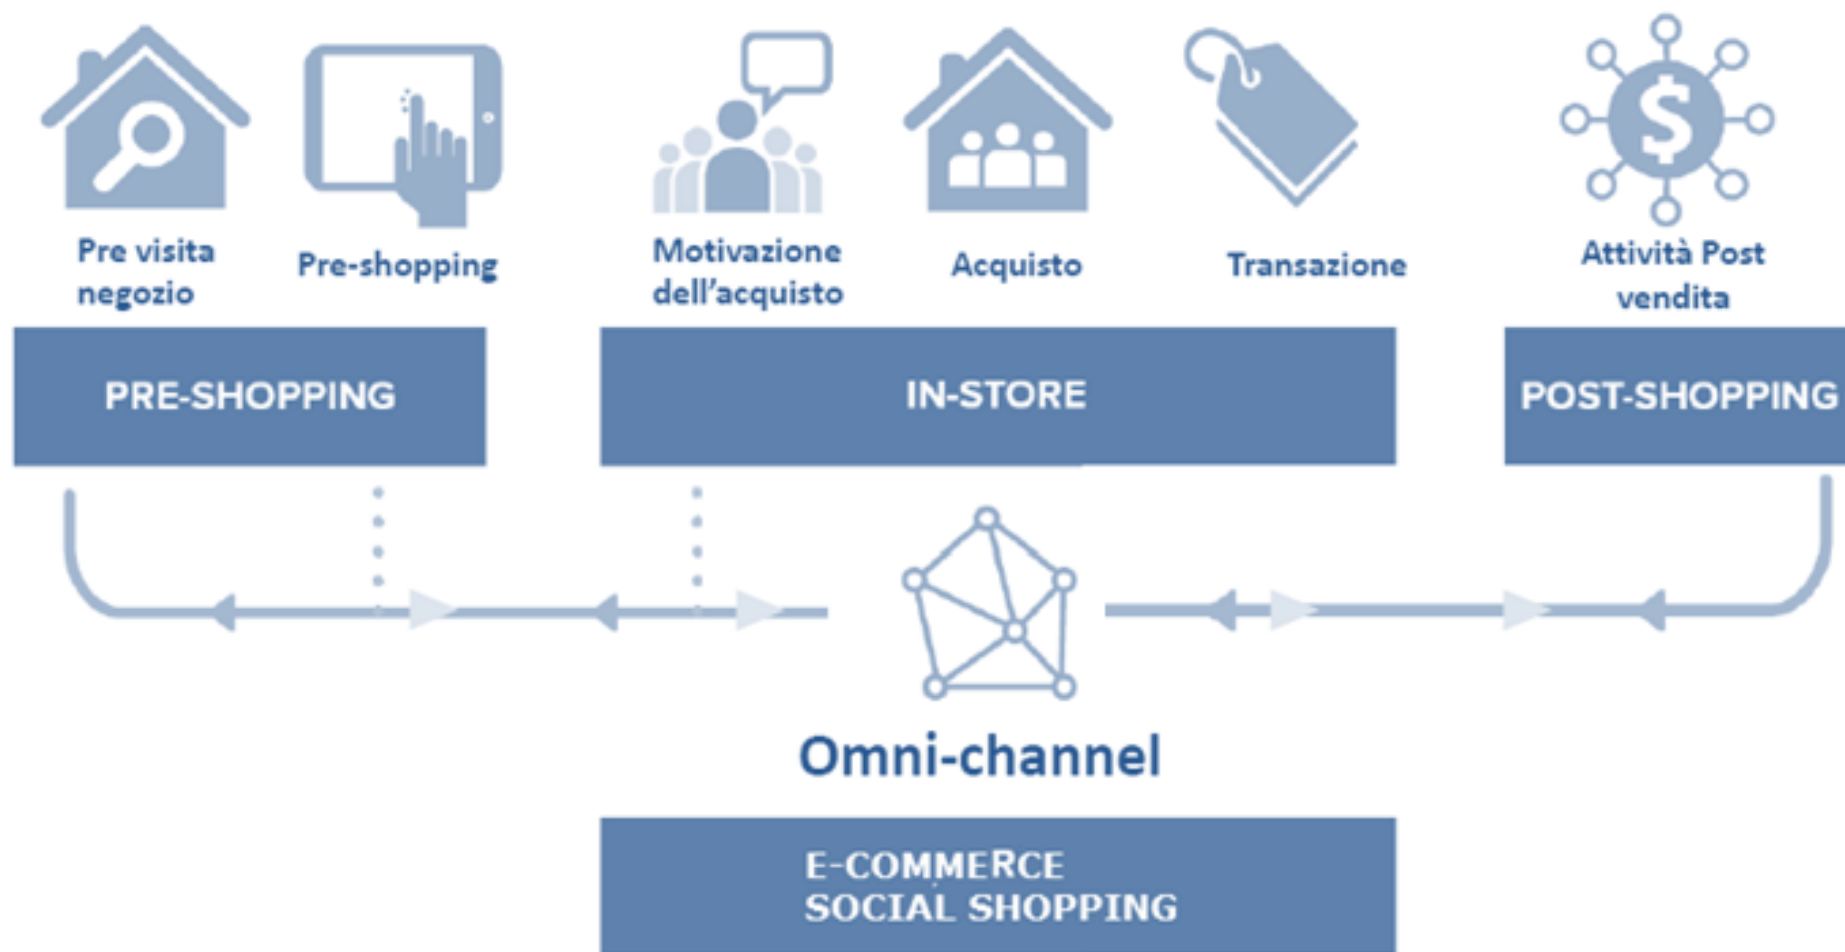 Pre visita
negozio
Pre-shopping
Motivazione
dell'acquisto
Acquisto
Transazione
Attività Post
vendita
PRE-SHOPPING
IN-STORE
POST-SHOPPING
Omni-channel
E-COMMERCE
SOCIAL SHOPPING